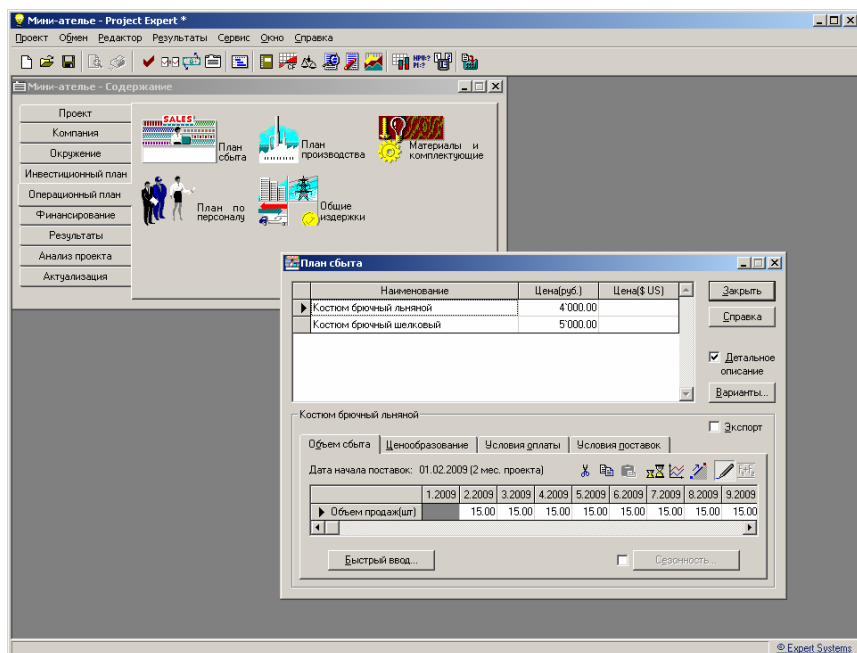 Мини-ателье - Project Expert *
Проект Обмен Редактор Результаты Сервис Окно Справка
Мини-ателье - Содержание
Проект
Компания
Окружение
Инвестиционный план
Операционный план
Финансирование
Результаты
Анализ проекта
Актуализация
SALES!
План сбыта
План производства
Материалы и комплектующие
План по персоналу
Общие издержки
План сбыта
Наименование Цена(руб.) Цена($ US)
Костюм брючный льняной 4'000.00
Костюм брючный шелковый 5'000.00
Закрыть
Справка
Детальное описание
Варианты...
Костюм брючный льняной
Экспорт
Объем сбыта Ценообразование Условия оплаты Условия поставок
Дата начала поставок: 01.02.2009 (2 мес. проекта)
1.2009 2.2009 3.2009 4.2009 5.2009 6.2009 7.2009 8.2009 9.2009
Объем продаж(шт) 15.00 15.00 15.00 15.00 15.00 15.00 15.00 15.00
Быстрый ввод...
Сезонность...
© Expert Systems